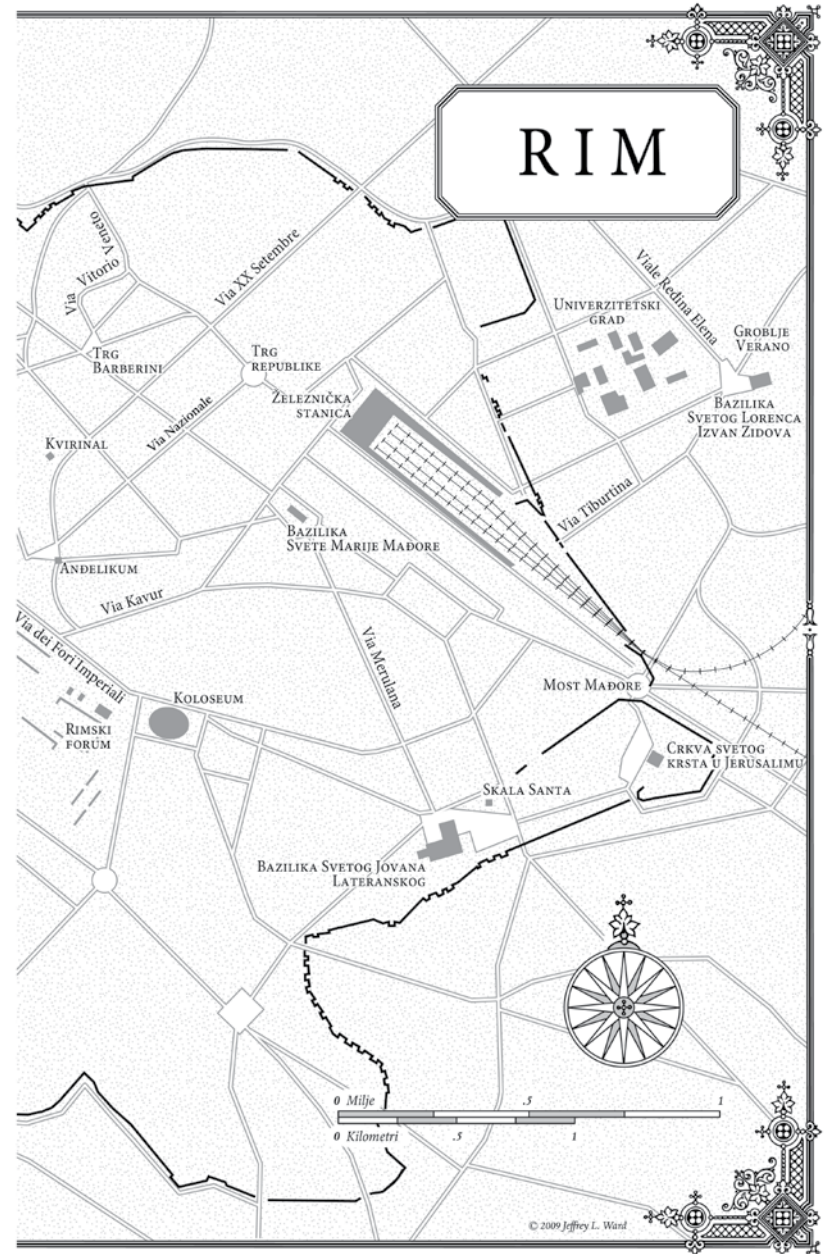 RIM
Via Vitorio Veneto
Via XX Setembre
Viale Ređina Elena
UNIVERZITETSKI
GRAD
GROBLJE
VERANO
TRG
BARBERINI
TRG
REPUBLIKE
ŽELEZNIČKA
STANICA
BAZILIKA
SVETOG LORENCA
IZVAN ZIDOVA
Via Nazionale
KVIRINAL
Via Tiburtina
BAZILIKA
SVETE MARIJE MAĐORE
ANĐELIKUM
Via Kavur
Via dei Fori Imperiali
Via Merulana
MOST MAĐORE
KOLOSEUM
RIMSKI
FORUM
CRKVA SVETOG
KRSTA U JERUSALIMU
SKALA SANTA
BAZILIKA SVETOG JOVANA
LATERANSKOG
0 Milje .5 1
0 Kilometri .5 1
© 2009 Jeffrey L. Ward